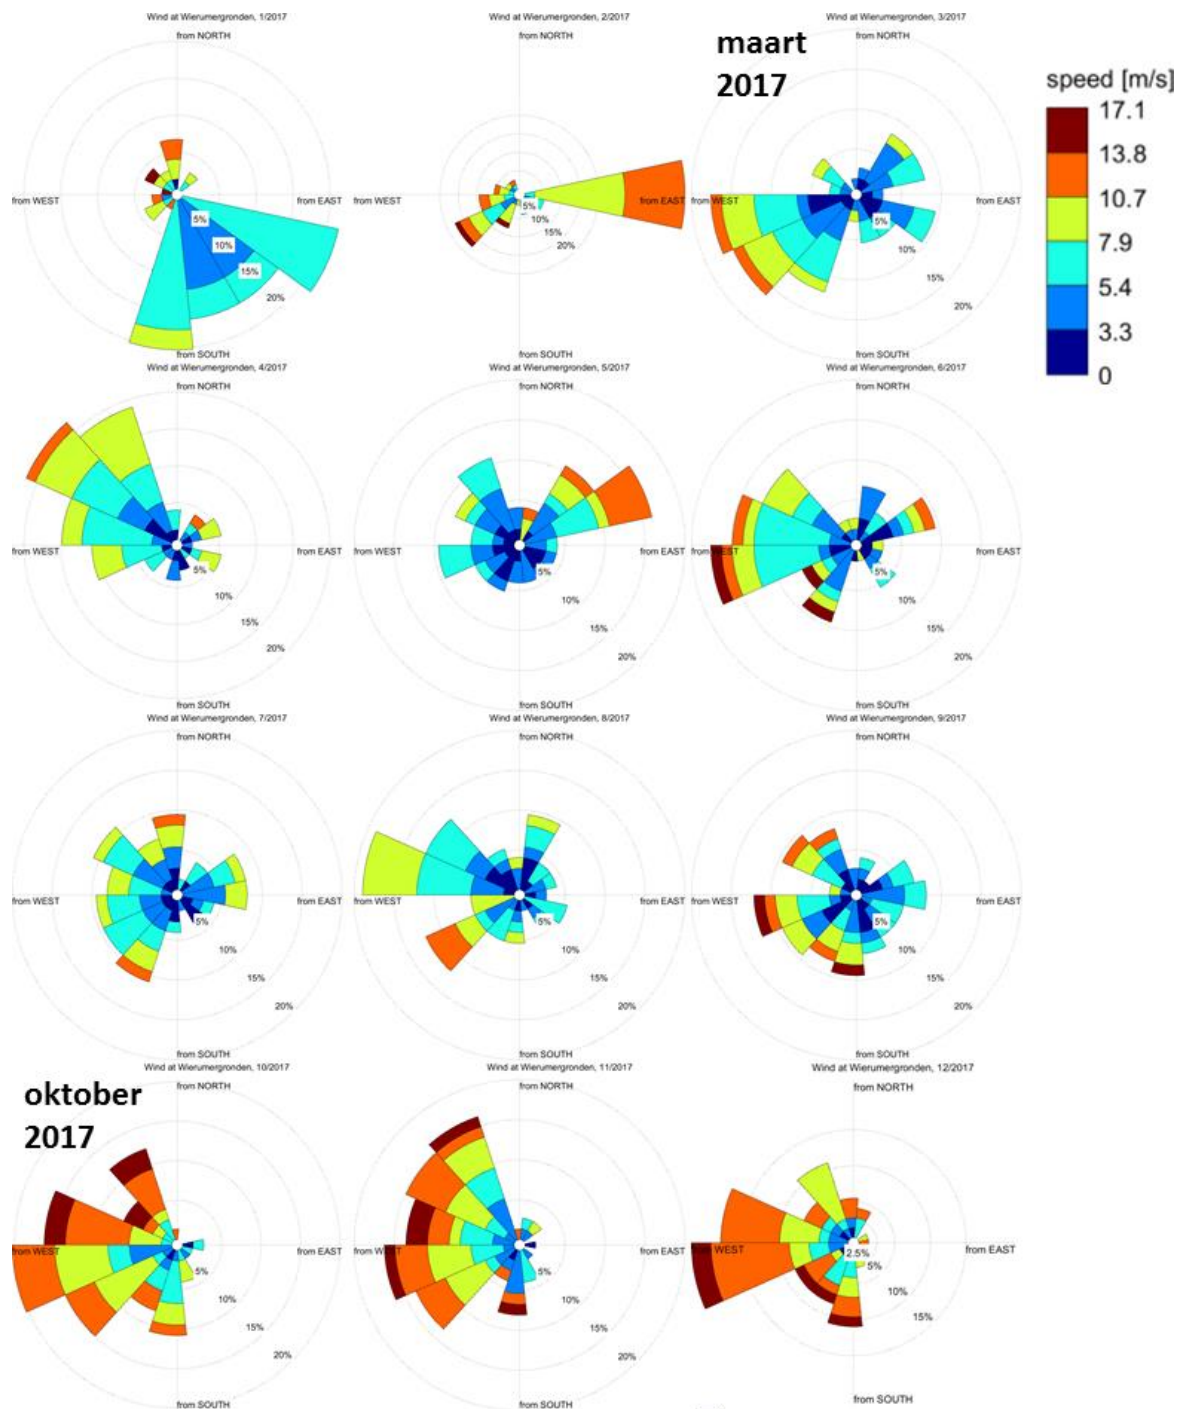 Wind at Wierumergronden, 1/2017
from NORTH
from WEST
from EAST
5%
10%
15%
20%
from SOUTH
Wind at Wierumergronden, 2/2017
from NORTH
from WEST
from EAST
5%
10%
15%
20%
maart
2017
Wind at Wierumergronden, 3/2017
from NORTH
from WEST
from EAST
5%
10%
15%
20%
from SOUTH
speed [m/s]
17.1
13.8
10.7
7.9
5.4
3.3
0
Wind at Wierumergronden, 4/2017
from NORTH
from WEST
from EAST
5%
10%
15%
20%
from SOUTH
from SOUTH
Wind at Wierumergronden, 5/2017
from NORTH
from WEST
from EAST
5%
10%
15%
20%
from SOUTH
Wind at Wierumergronden, 6/2017
from NORTH
from WEST
from EAST
5%
10%
15%
20%
from SOUTH
Wind at Wierumergronden, 7/2017
from NORTH
from WEST
from EAST
5%
10%
15%
20%
from SOUTH
Wind at Wierumergronden, 8/2017
from NORTH
from WEST
from EAST
5%
10%
15%
20%
from SOUTH
Wind at Wierumergronden, 9/2017
from NORTH
from WEST
from EAST
5%
10%
15%
20%
from SOUTH
oktober
2017
Wind at Wierumergronden, 10/2017
from NORTH
from WEST
from EAST
5%
10%
15%
20%
from SOUTH
Wind at Wierumergronden, 11/2017
from NORTH
from W
from EAST
5%
10%
15%
20%
from SOUTH
Wind at Wierumergronden, 12/2017
from NORTH
from WEST
from EAST
2.5%
5%
10%
15%
from SOUTH